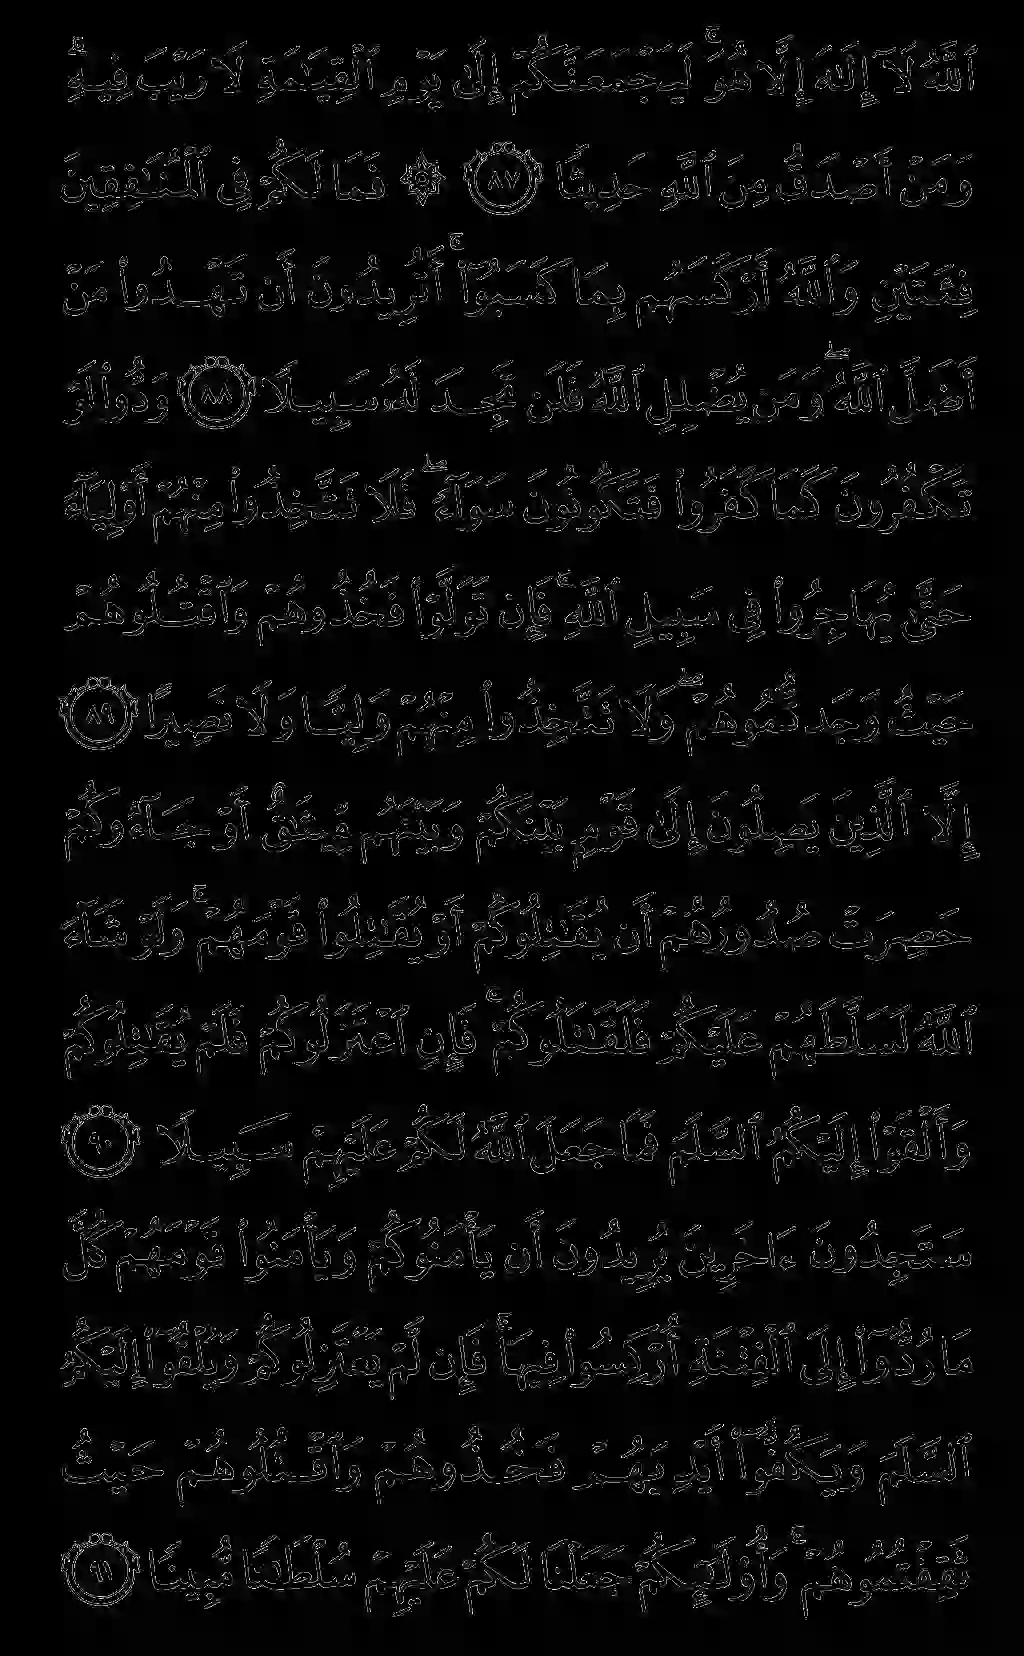 ٱللَّهُ لَآ إِلَٰهَ إِلَّا هُوَ ۚ لَيَجْمَعَنَّكُمْ إِلَىٰ يَوْمِ ٱلْقِيَٰمَةِ لَا رَيْبَ فِيهِ ۗ
وَمَنْ أَصْدَقُ مِنَ ٱللَّهِ حَدِيثًا ٨٧ ۞ فَمَا لَكُمْ فِى ٱلْمُنَٰفِقِينَ
فِئَتَيْنِ وَٱللَّهُ أَرْكَسَهُم بِمَا كَسَبُوٓا۟ ۚ أَتُرِيدُونَ أَن تَهْدُوا۟ مَنْ
أَضَلَّ ٱللَّهُ ۖ وَمَن يُضْلِلِ ٱللَّهُ فَلَن تَجِدَ لَهُۥ سَبِيلًا ٨٨ وَدُّوا۟ لَوْ
تَكْفُرُونَ كَمَا كَفَرُوا۟ فَتَكُونُونَ سَوَآءً ۖ فَلَا تَتَّخِذُوا۟ مِنْهُمْ أَوْلِيَآءَ
حَتَّىٰ يُهَاجِرُوا۟ فِى سَبِيلِ ٱللَّهِ ۚ فَإِن تَوَلَّوْا۟ فَخُذُوهُمْ وَٱقْتُلُوهُمْ
حَيْثُ وَجَدتُّمُوهُمْ ۖ وَلَا تَتَّخِذُوا۟ مِنْهُمْ وَلِيًّا وَلَا نَصِيرًا ٨٩
إِلَّا ٱلَّذِينَ يَصِلُونَ إِلَىٰ قَوْمٍۭ بَيْنَكُمْ وَبَيْنَهُم مِّيثَٰقٌ أَوْ جَآءُوكُمْ
حَصِرَتْ صُدُورُهُمْ أَن يُقَٰتِلُوكُمْ أَوْ يُقَٰتِلُوا۟ قَوْمَهُمْ ۚ وَلَوْ شَآءَ
ٱللَّهُ لَسَلَّطَهُمْ عَلَيْكُمْ فَلَقَٰتَلُوكُمْ ۚ فَإِنِ ٱعْتَزَلُوكُمْ فَلَمْ يُقَٰتِلُوكُمْ
وَأَلْقَوْا۟ إِلَيْكُمُ ٱلسَّلَمَ فَمَا جَعَلَ ٱللَّهُ لَكُمْ عَلَيْهِمْ سَبِيلًا ٩٠
سَتَجِدُونَ ءَاخَرِينَ يُرِيدُونَ أَن يَأْمَنُوكُمْ وَيَأْمَنُوا۟ قَوْمَهُمْ كُلَّ
مَا رُدُّوٓا۟ إِلَى ٱلْفِتْنَةِ أُرْكِسُوا۟ فِيهَا ۚ فَإِن لَّمْ يَعْتَزِلُوكُمْ وَيُلْقُوٓا۟ إِلَيْكُمُ
ٱلسَّلَمَ وَيَكُفُّوٓا۟ أَيْدِيَهُمْ فَخُذُوهُمْ وَٱقْتُلُوهُمْ حَيْثُ
ثَقِفْتُمُوهُمْ ۚ وَأُو۟لَٰٓئِكُمْ جَعَلْنَا لَكُمْ عَلَيْهِمْ سُلْطَٰنًا مُّبِينًا ٩١